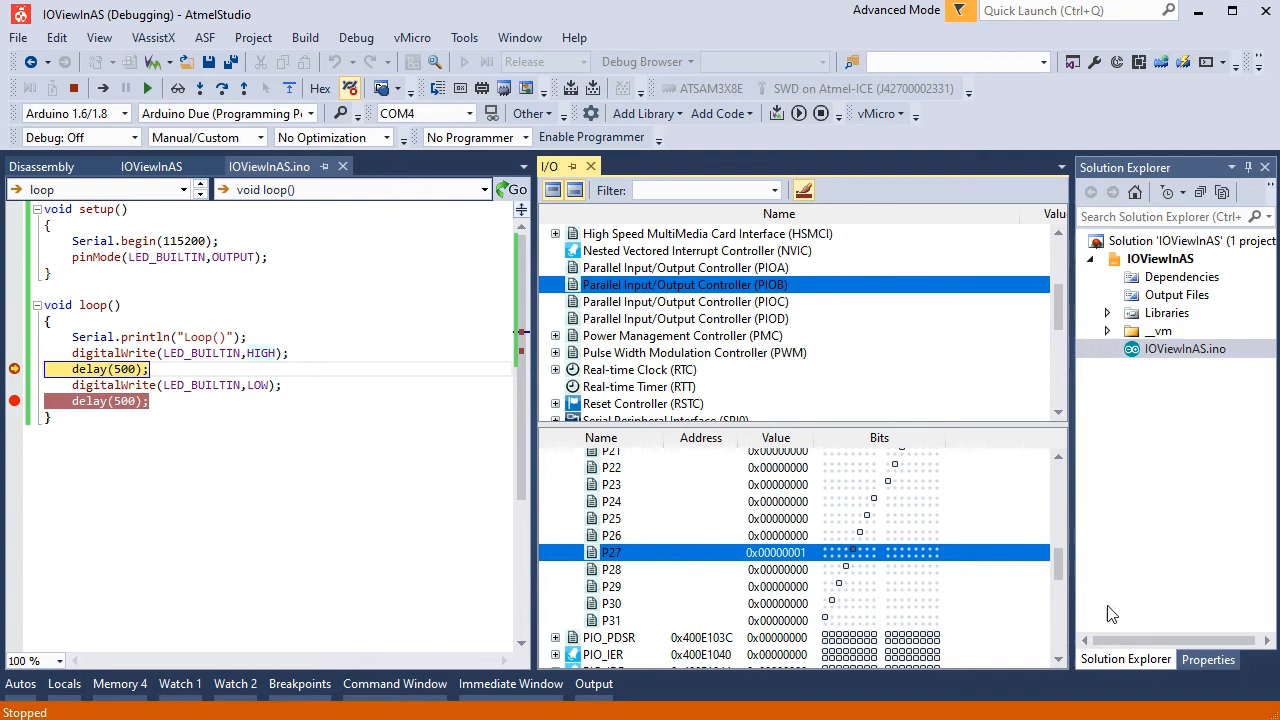 IOViewInAS (Debugging) - AtmelStudio
Advanced Mode
Quick Launch (Ctrl+Q)
File Edit View VAssistX ASF Project Build Debug vMicro Tools Window Help
Release Debug Browser
Hex ATSAM3X8E SWD on Atmel-ICE (J42700002331)
Arduino 1.6/1.8 Arduino Due (Programming Po COM4 Other Add Library Add Code vMicro
Debug: Off Manual/Custom No Optimization No Programmer Enable Programmer
Disassembly IOViewInAS IOViewInAS.ino
loop void loop() Go
void setup()
{
Serial.begin(115200);
pinMode(LED_BUILTIN,OUTPUT);
}
void loop()
{
Serial.println("Loop()");
digitalWrite(LED_BUILTIN,HIGH);
delay(500);
digitalWrite(LED_BUILTIN,LOW);
delay(500);
}
100 %
I/O
Filter:
Name Valu
High Speed MultiMedia Card Interface (HSMCI)
Nested Vectored Interrupt Controller (NVIC)
Parallel Input/Output Controller (PIOA)
Parallel Input/Output Controller (PIOB)
Parallel Input/Output Controller (PIOC)
Parallel Input/Output Controller (PIOD)
Power Management Controller (PMC)
Pulse Width Modulation Controller (PWM)
Real-time Clock (RTC)
Real-time Timer (RTT)
Reset Controller (RSTC)
Serial Peripheral Interface (SPI0)
Name Address Value Bits
P21 0x00000000
P22 0x00000000
P23 0x00000000
P24 0x00000000
P25 0x00000000
P26 0x00000000
P27 0x00000001
P28 0x00000000
P29 0x00000000
P30 0x00000000
P31 0x00000000
PIO_PDSR 0x400E103C 0x00000000
PIO_IER 0x400E1040 0x00000000
Solution Explorer
Search Solution Explorer (Ctrl+
Solution 'IOViewInAS' (1 project
IOViewInAS
Dependencies
Output Files
Libraries
__vm
IOViewInAS.ino
Solution Explorer Properties
Autos Locals Memory 4 Watch 1 Watch 2 Breakpoints Command Window Immediate Window Output
Stopped